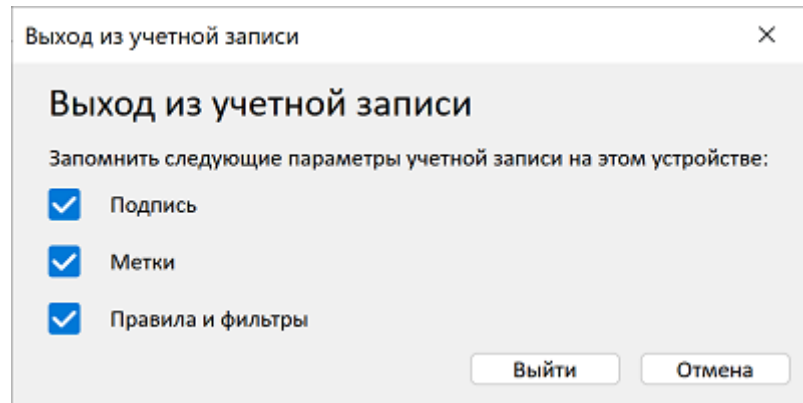 Выход из учетной записи
Выход из учетной записи
Запомнить следующие параметры учетной записи на этом устройстве:
Подпись
Метки
Правила и фильтры
Выйти Отмена